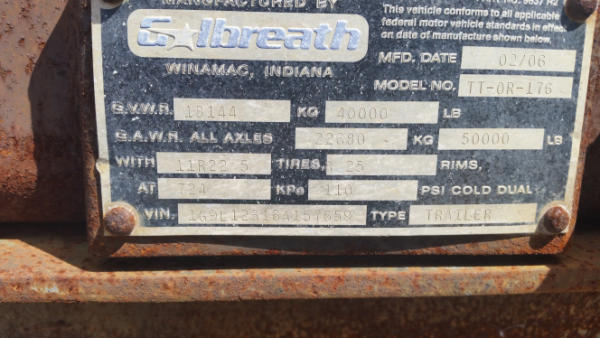 MANUFACTURED BY
Galbreath
WINAMAC, INDIANA
This vehicle conforms to all applicable
federal motor vehicle standards in effect
on date of manufacture shown below.
MFD. DATE 02/06
MODEL NO. TT-OR-176
G.V.W.R. 18144 KG 40000 LB
G.A.W.R. ALL AXLES 22680 KG 50000 LB
WITH 11R22.5 TIRES, 25 RIMS,
AT 724 KPa 110 PSI COLD DUAL
VIN. TYPE TRAILER